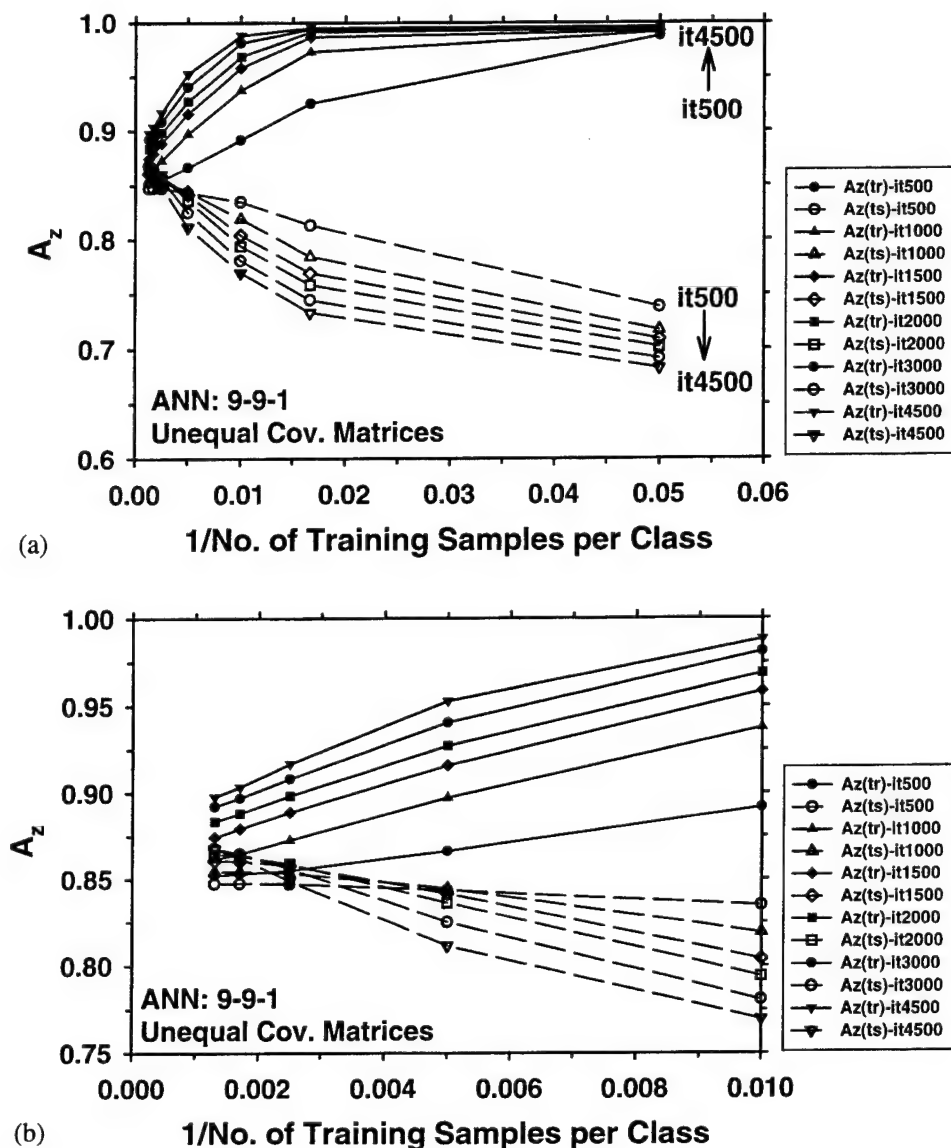 1.0
0.9
0.8
0.7
0.6
A_z
it4500
it500
it500
it4500
ANN: 9-9-1
Unequal Cov. Matrices
0.00 0.01 0.02 0.03 0.04 0.05 0.06
(a) 1/No. of Training Samples per Class
Az(tr)-it500
Az(ts)-it500
Az(tr)-it1000
Az(ts)-it1000
Az(tr)-it1500
Az(ts)-it1500
Az(tr)-it2000
Az(ts)-it2000
Az(tr)-it3000
Az(ts)-it3000
Az(tr)-it4500
Az(ts)-it4500
1.00
0.95
0.90
0.85
0.80
0.75
A_z
ANN: 9-9-1
Unequal Cov. Matrices
0.000 0.002 0.004 0.006 0.008 0.010
(b) 1/No. of Training Samples per Class
Az(tr)-it500
Az(ts)-it500
Az(tr)-it1000
Az(ts)-it1000
Az(tr)-it1500
Az(ts)-it1500
Az(tr)-it2000
Az(ts)-it2000
Az(tr)-it3000
Az(ts)-it3000
Az(tr)-it4500
Az(ts)-it4500